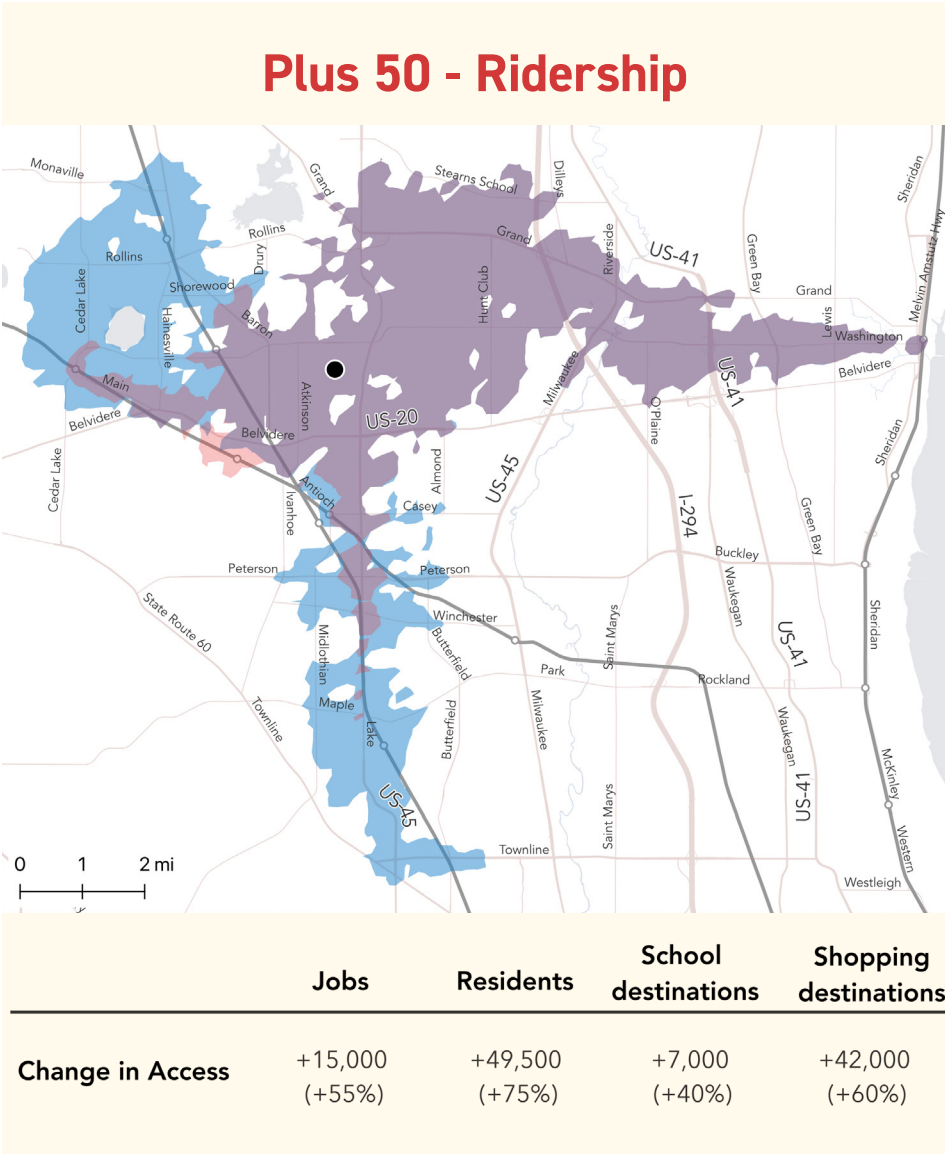 Plus 50 - Ridership
Monaville
Grand
Stearns School
Dilleys
Sheridan
Rollins
Drury
Grand
Riverside
US-41
Green Bay
Melvin Amstutz Hwy
Rollins
Shorewood
Cedar Lake
Hunt Club
Grand
Lewis
Hainesville
Barron
Washington
Main
Atkinson
Milwaukee
US-41
Belvidere
Belvidere
US-20
Belvidere
O'Plaine
Sheridan
Cedar Lake
Almond
US-45
Antioch
Ivanhoe
Casey
I-294
Green Bay
Peterson
Peterson
Buckley
Waukegan
State Route 60
Winchester
Midlothian
Butterfield
Saint Marys
US-41
Sheridan
Park
Rockland
Townline
Maple
Lake
Butterfield
Milwaukee
Waukegan
US-45
Saint Marys
US-41
McKinley
Townline
Western
Westleigh
0 1 2 mi
Jobs Residents School destinations Shopping destinations
Change in Access +15,000 +49,500 +7,000 +42,000
(+55%) (+75%) (+40%) (+60%)